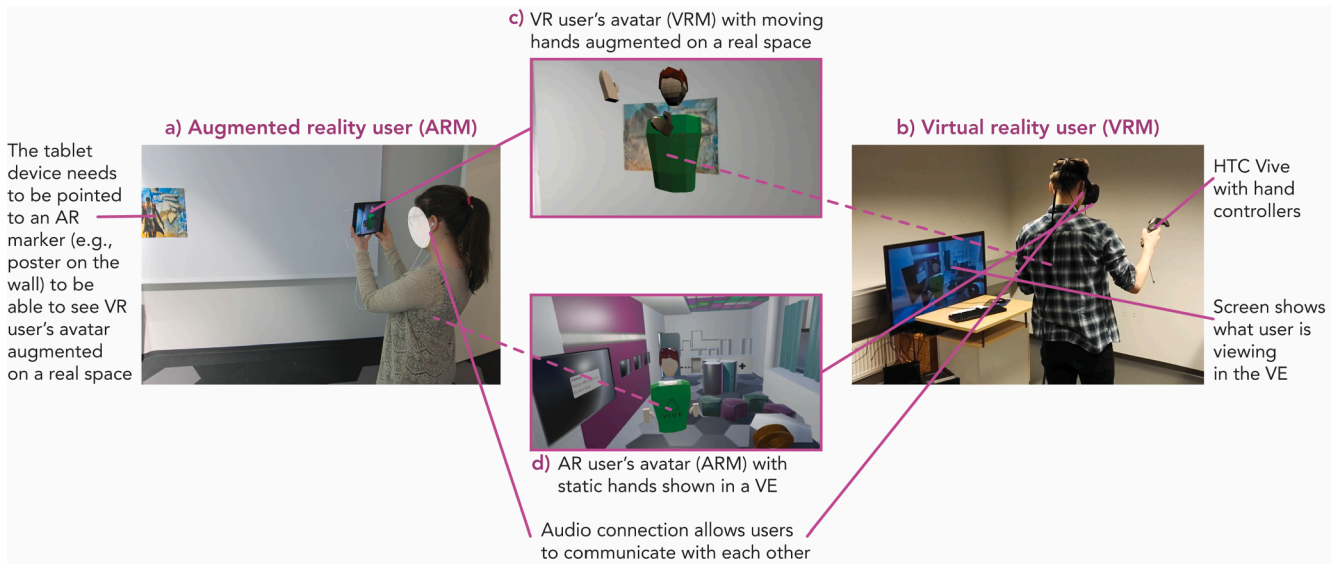 c) VR user's avatar (VRM) with moving
hands augmented on a real space
a) Augmented reality user (ARM)
b) Virtual reality user (VRM)
The tablet
device needs
to be pointed
to an AR
marker (e.g.,
poster on the
wall) to be
able to see VR
user's avatar
augmented
on a real space
HTC Vive
with hand
controllers
Screen shows
what user is
viewing
in the VE
VIVE
d) AR user's avatar (ARM) with
static hands shown in a VE
Audio connection allows users
to communicate with each other